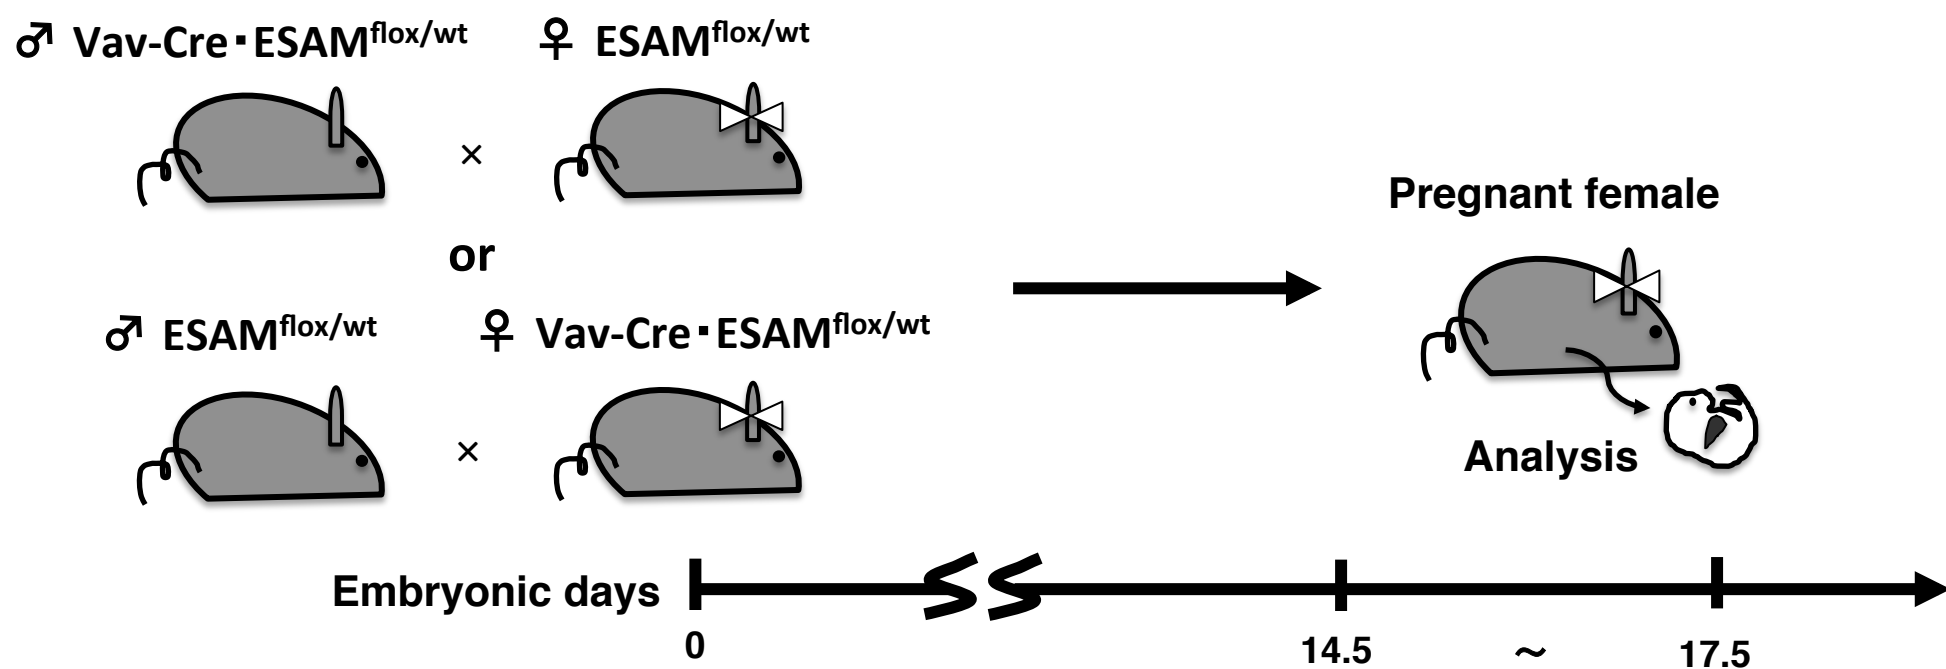 ♂ Vav-Cre･ESAMflox/wt ♀ ESAMflox/wt
×
or
♂ ESAMflox/wt ♀ Vav-Cre･ESAMflox/wt
×
Pregnant female
Analysis
Embryonic days
0 14.5 ~ 17.5